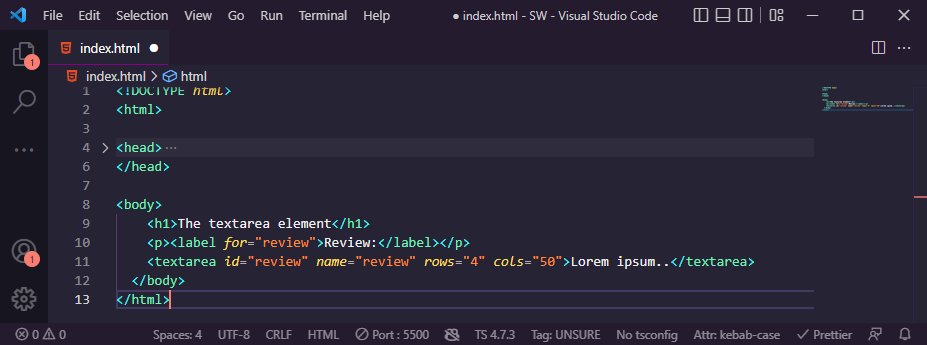 File Edit Selection View Go Run Terminal Help ● index.html - SW - Visual Studio Code
index.html ●
index.html > html
1 <!DOCTYPE html>
2 <html>
3
4 <head> ...
6 </head>
7
8 <body>
9 <h1>The textarea element</h1>
10 <p><label for="review">Review:</label></p>
11 <textarea id="review" name="review" rows="4" cols="50">Lorem ipsum..</textarea>
12 </body>
13 </html>
1
1
0 0 Spaces: 4 UTF-8 CRLF HTML Port : 5500 TS 4.7.3 Tag: UNSURE No tsconfig Attr: kebab-case Prettier